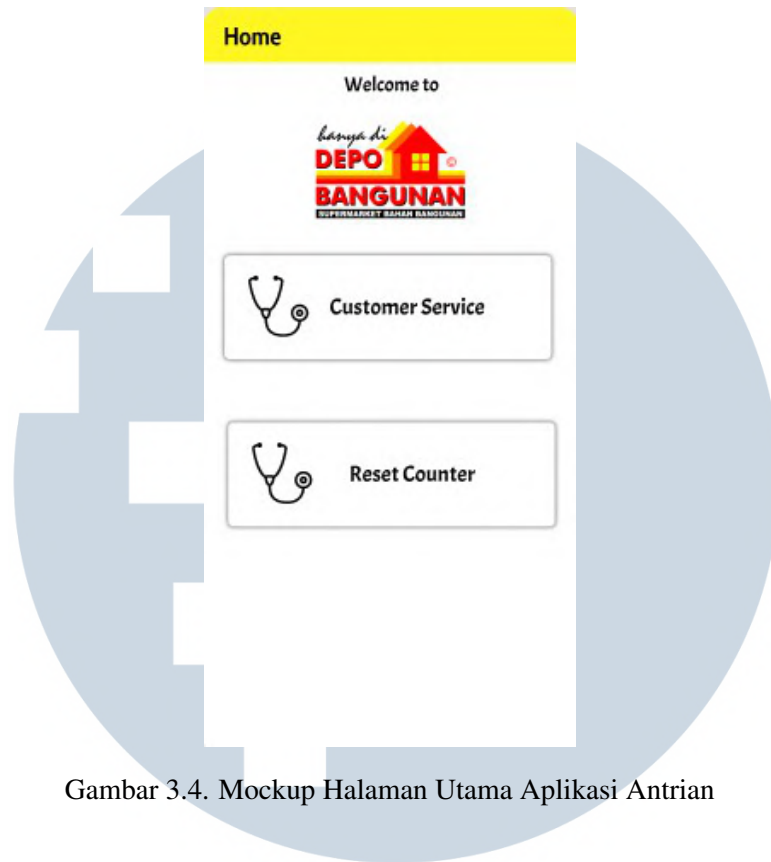 Home
Welcome to
hanya di
DEPO
BANGUNAN
SUPERMARKET BAHAN BANGUNAN
Customer Service
Reset Counter
Gambar 3.4. Mockup Halaman Utama Aplikasi Antrian